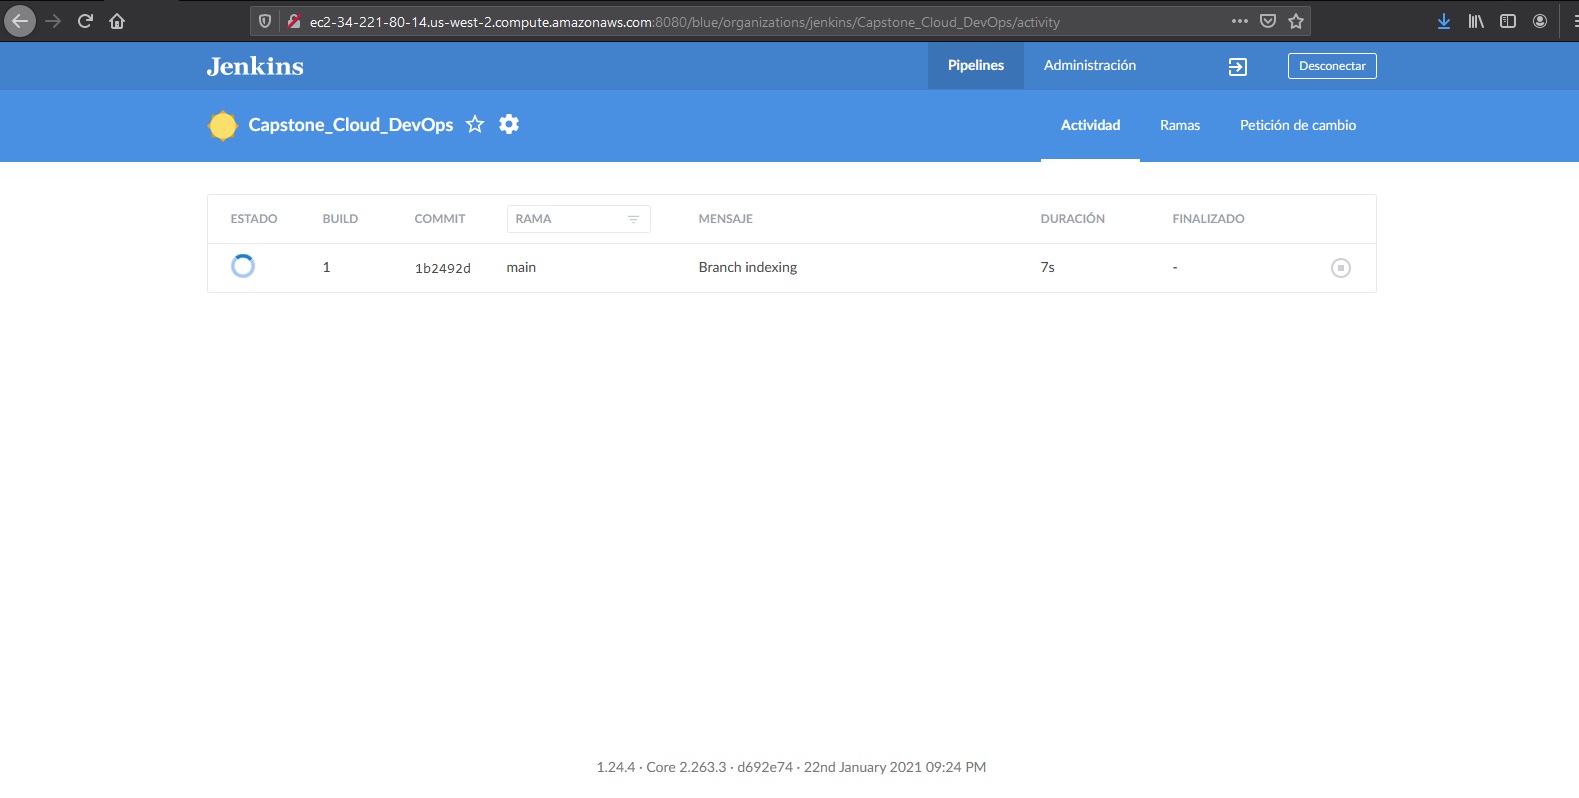 ec2-34-221-80-14.us-west-2.compute.amazonaws.com:8080/blue/organizations/jenkins/Capstone_Cloud_DevOps/activity
Jenkins Pipelines Administración Desconectar
Capstone_Cloud_DevOps Actividad Ramas Petición de cambio
ESTADO BUILD COMMIT RAMA MENSAJE DURACIÓN FINALIZADO
1 1b2492d main Branch indexing 7s -
1.24.4 · Core 2.263.3 · d692e74 · 22nd January 2021 09:24 PM